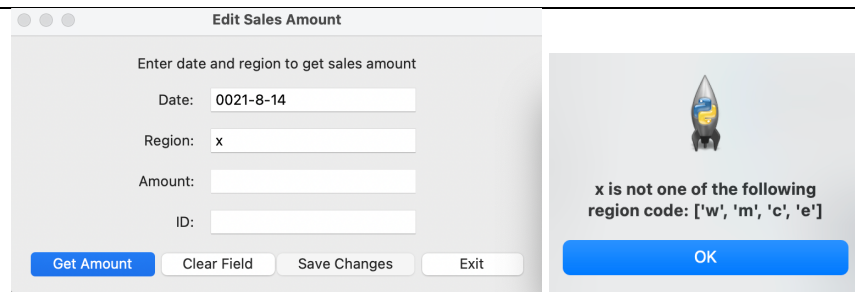 Edit Sales Amount
Enter date and region to get sales amount
Date: 0021-8-14
Region: x
Amount:
ID:
Get Amount Clear Field Save Changes Exit
x is not one of the following
region code: ['w', 'm', 'c', 'e']
OK